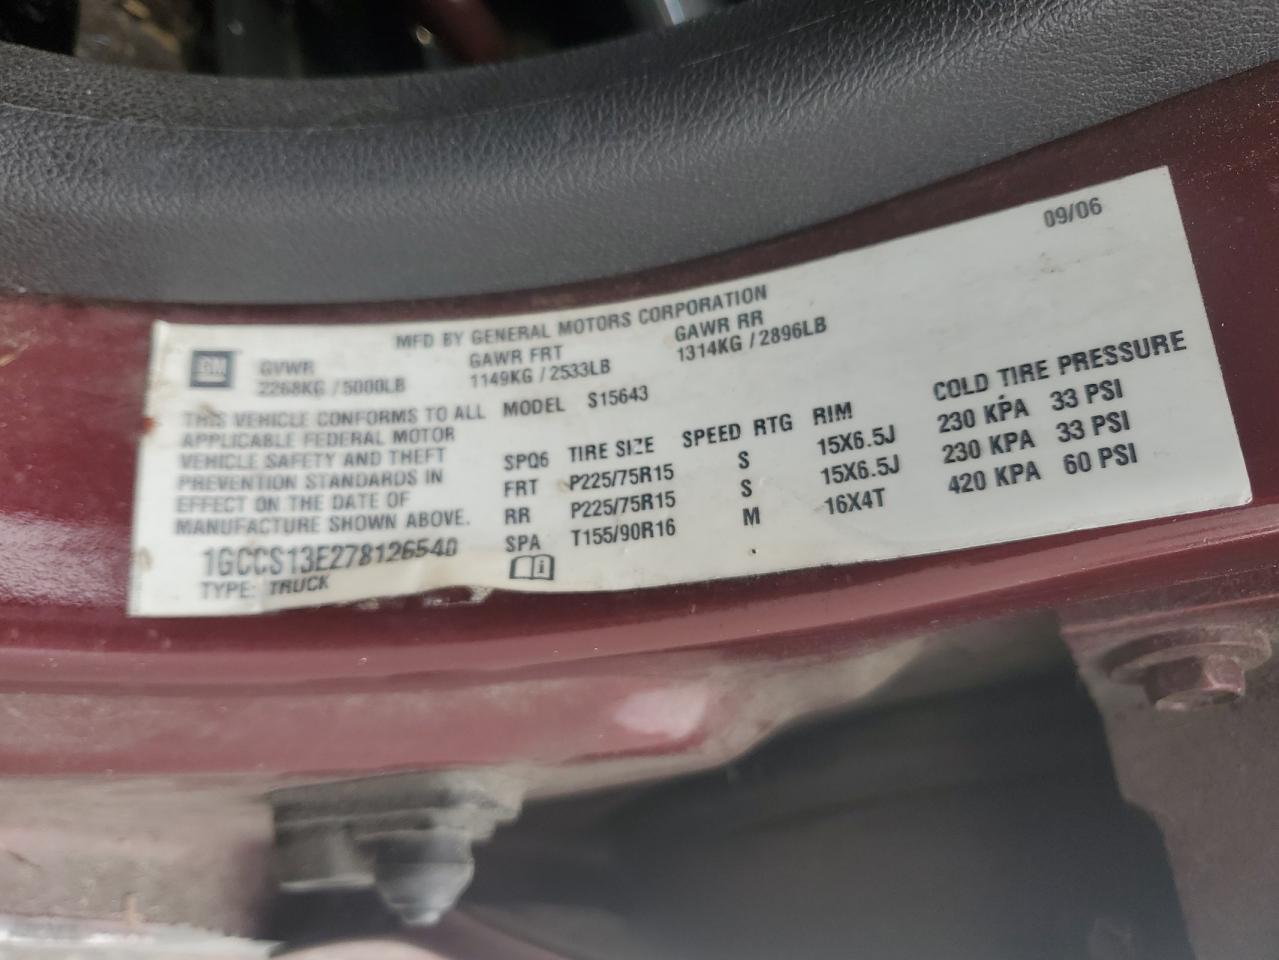 09/06
MFD BY GENERAL MOTORS CORPORATION
GM
GVWR GAWR FRT GAWR RR
2268KG / 5000LB 1149KG / 2533LB 1314KG / 2896LB
THIS VEHICLE CONFORMS TO ALL
APPLICABLE FEDERAL MOTOR
VEHICLE SAFETY AND THEFT
PREVENTION STANDARDS IN
EFFECT ON THE DATE OF
MANUFACTURE SHOWN ABOVE.
1GCCS13E278126540
TYPE: TRUCK
MODEL S15643
SPQ6 TIRE SIZE SPEED RTG RIM COLD TIRE PRESSURE
FRT P225/75R15 S 15X6.5J 230 KPA 33 PSI
RR P225/75R15 S 15X6.5J 230 KPA 33 PSI
SPA T155/90R16 M 16X4T 420 KPA 60 PSI
i